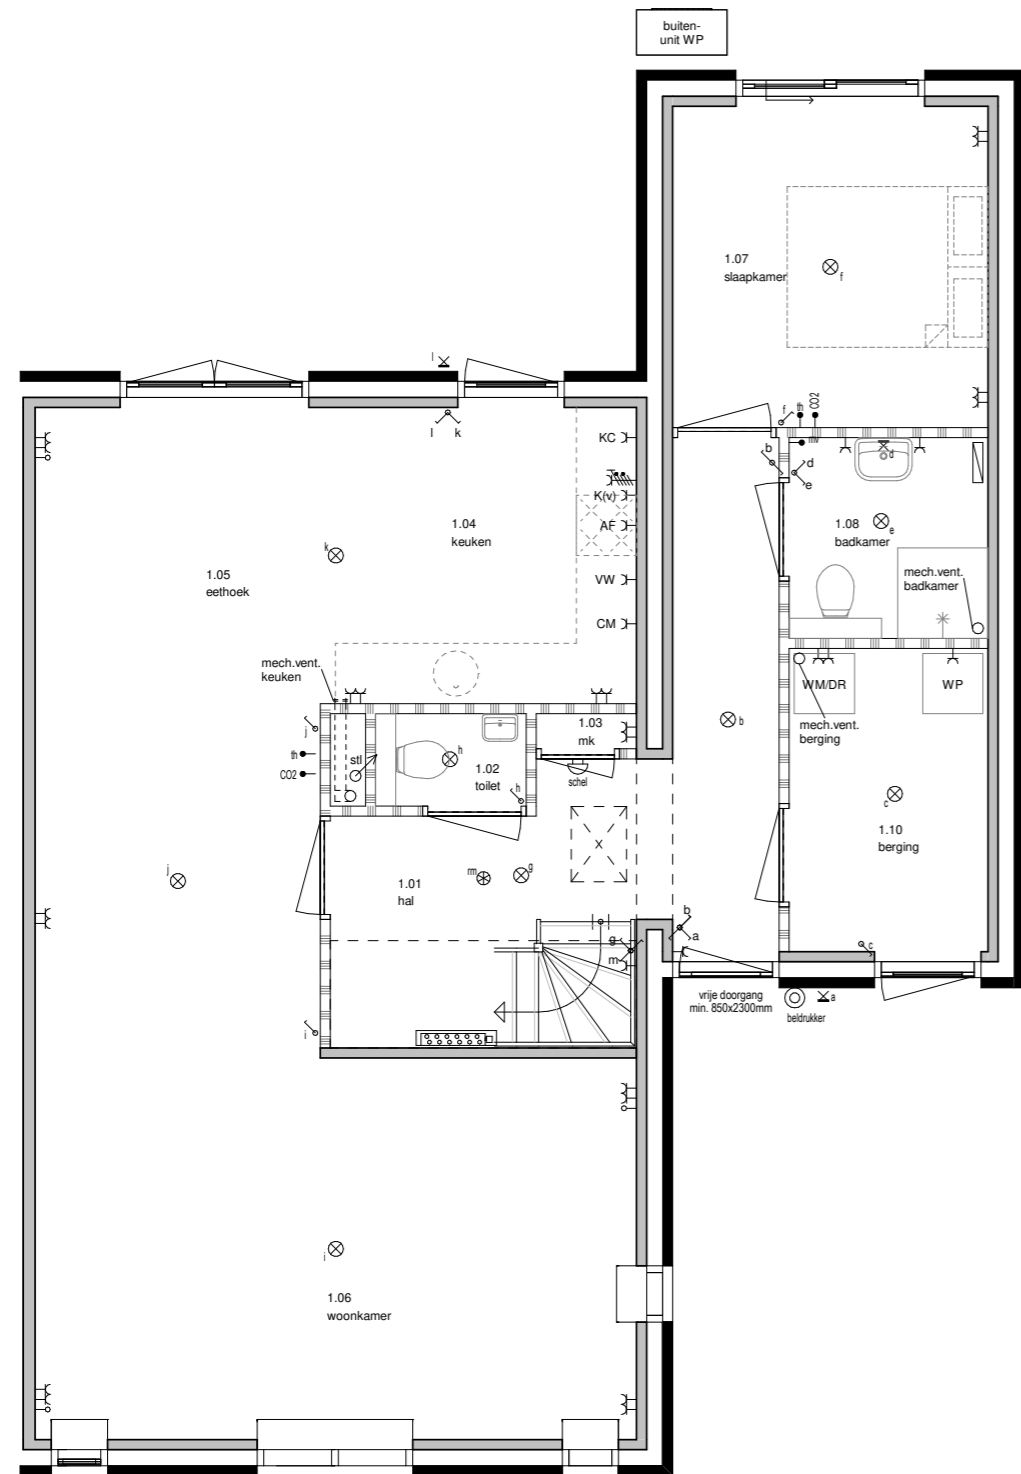 buiten-
unit WP
1.07
slaapkamer
f
f
th
CO2
mv
b
d
e
d
l
l
k
KC
K(v)
AF
VW
CM
1.04
keuken
k
1.05
eethoek
1.08
badkamer
e
mech.vent.
badkamer
mech.vent.
keuken
WM/DR
WP
mech.vent.
berging
j
th
CO2
stl
h
1.02
toilet
h
1.03
mk
schel
b
c
1.10
berging
X
j
1.01
hal
rm
g
g
m
b
a
c
vrije doorgang
min. 850x2300mm
beldrukker
a
i
i
1.06
woonkamer